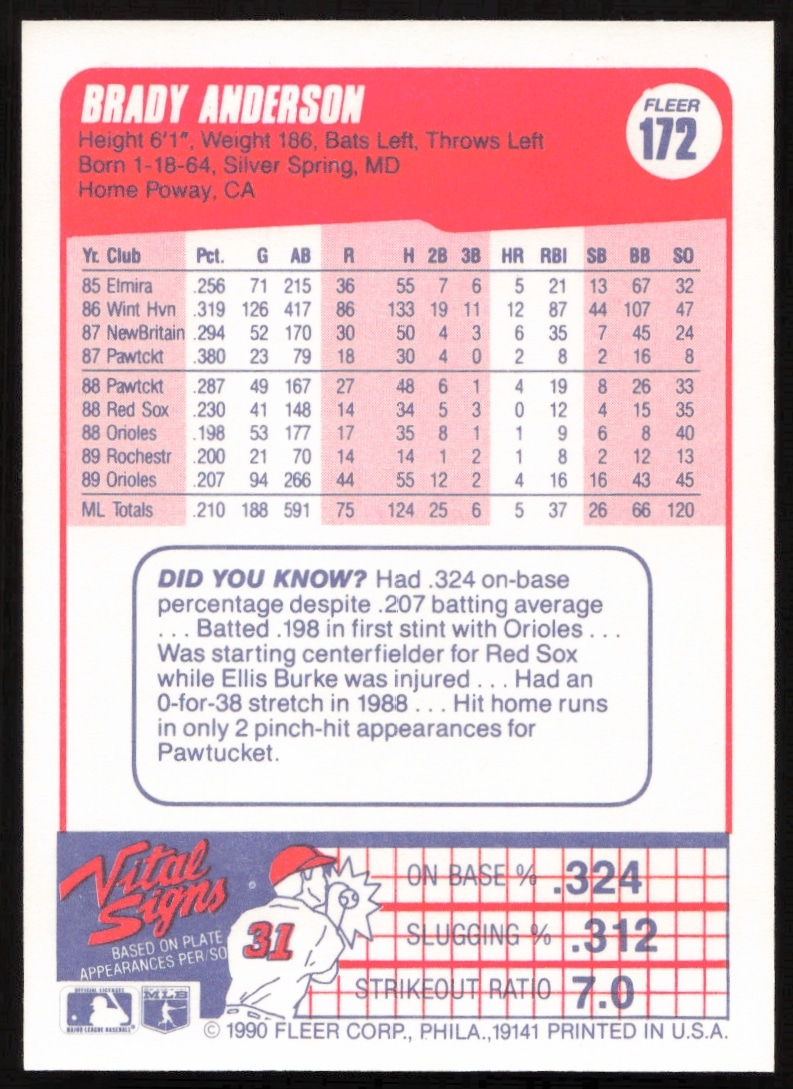 BRADY ANDERSON
FLEER
172
Height 6'1", Weight 186, Bats Left, Throws Left
Born 1-18-64, Silver Spring, MD
Home Poway, CA
Yr. Club Pct. G AB R H 2B 3B HR RBI SB BB SO
85 Elmira .256 71 215 36 55 7 6 5 21 13 67 32
86 Wint Hvn .319 126 417 86 133 19 11 12 87 44 107 47
87 NewBritain .294 52 170 30 50 4 3 6 35 7 45 24
87 Pawtckt .380 23 79 18 30 4 0 2 8 2 16 8
88 Pawtckt .287 49 167 27 48 6 1 4 19 8 26 33
88 Red Sox .230 41 148 14 34 5 3 0 12 4 15 35
88 Orioles .198 53 177 17 35 8 1 1 9 6 8 40
89 Rochestr .200 21 70 14 14 1 2 1 8 2 12 13
89 Orioles .207 94 266 44 55 12 2 4 16 16 43 45
ML Totals .210 188 591 75 124 25 6 5 37 26 66 120
DID YOU KNOW? Had .324 on-base
percentage despite .207 batting average
. . . Batted .198 in first stint with Orioles . . .
Was starting centerfielder for Red Sox
while Ellis Burke was injured . . . Had an
0-for-38 stretch in 1988 . . . Hit home runs
in only 2 pinch-hit appearances for
Pawtucket.
Vital
Signs
BASED ON PLATE
APPEARANCES PER/SO
31
ON BASE % .324
SLUGGING % .312
STRIKEOUT RATIO 7.0
OFFICIAL LICENSEE
MAJOR LEAGUE BASEBALL
MLB
© 1990 FLEER CORP., PHILA.,19141 PRINTED IN U.S.A.